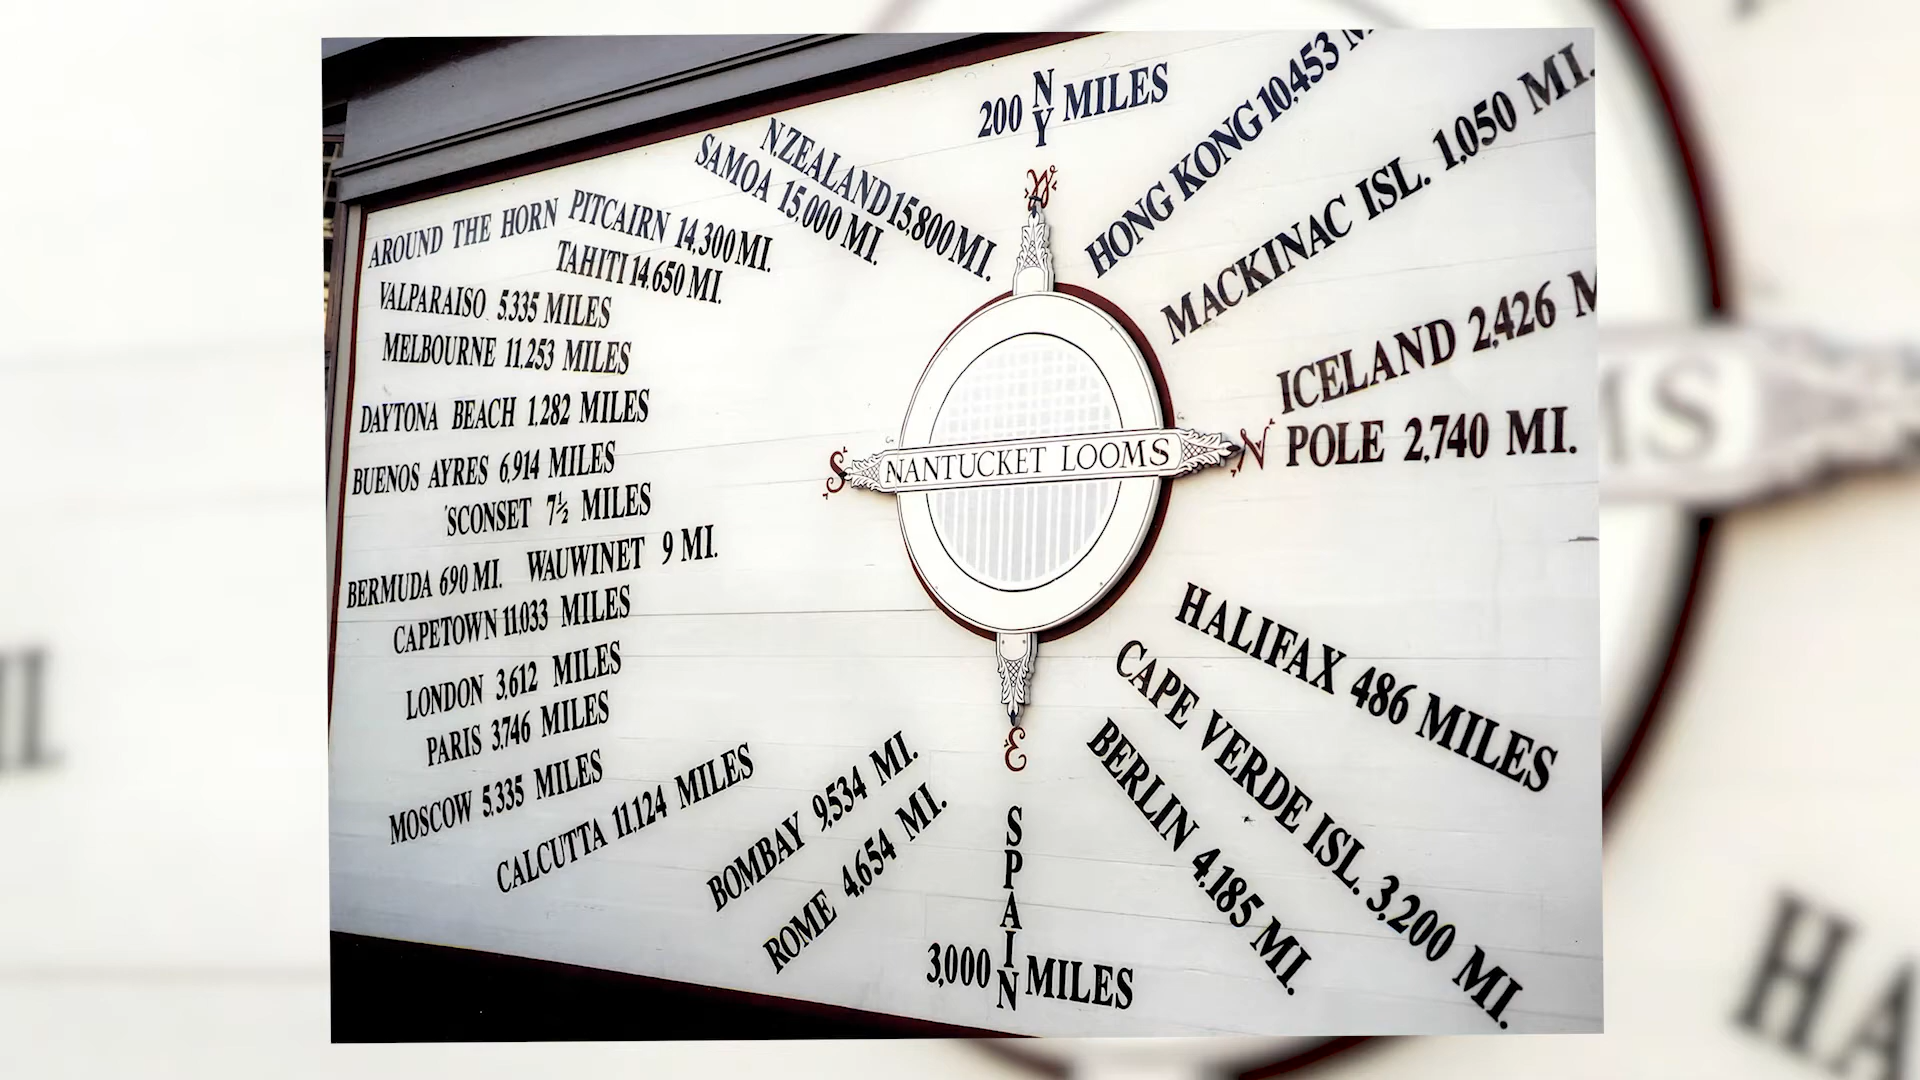 200 NY MILES
N.ZEALAND 15,800 MI.
SAMOA 15,000 MI.
HONG KONG 10,453
MACKINAC ISL. 1,050 MI.
AROUND THE HORN PITCAIRN 14,300 MI.
TAHITI 14,650 MI.
VALPARAISO 5,335 MILES
MELBOURNE 11,253 MILES
DAYTONA BEACH 1,282 MILES
BUENOS AYRES 6,914 MILES
'SCONSET 7½ MILES
BERMUDA 690 MI. WAUWINET 9 MI.
CAPETOWN 11,033 MILES
LONDON 3,612 MILES
PARIS 3,746 MILES
MOSCOW 5,335 MILES
CALCUTTA 11,124 MILES
BOMBAY 9,534 MI.
ROME 4,654 MI.
W
S NANTUCKET LOOMS N
E
ICELAND 2,426 M
POLE 2,740 MI.
HALIFAX 486 MILES
CAPE VERDE ISL. 3,200 MI.
BERLIN 4,185 MI.
3,000 SPAIN MILES